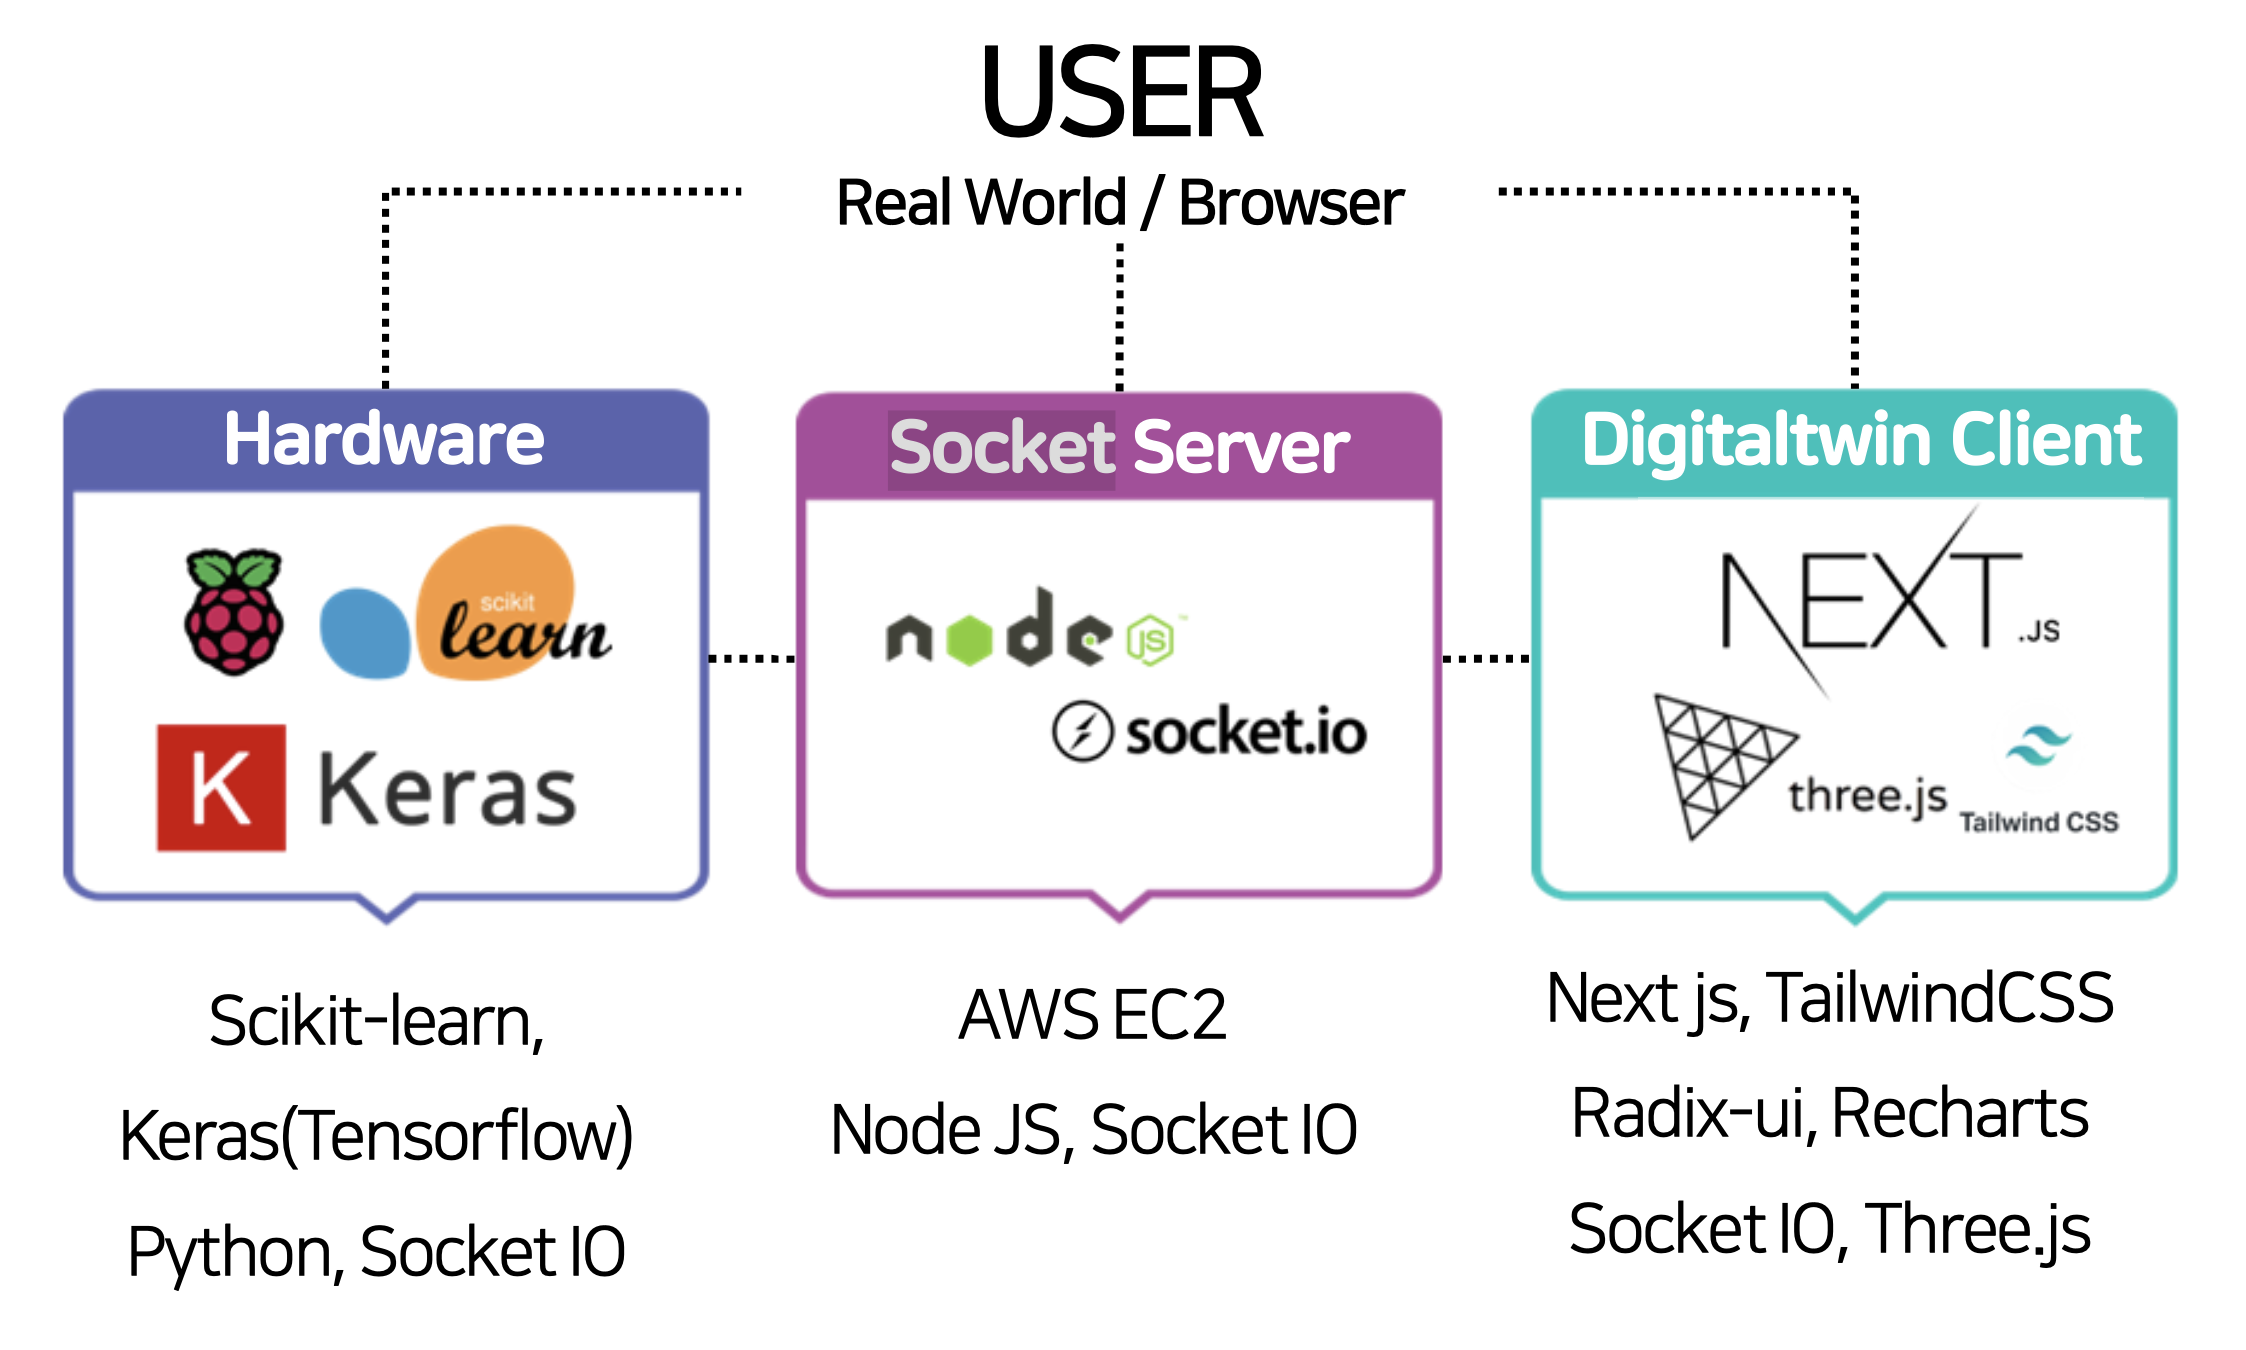 USER
Real World / Browser
Hardware
scikit
learn
K Keras
Scikit-learn,
Keras(Tensorflow)
Python, Socket IO
Socket Server
node JS™
socket.io
AWS EC2
Node JS, Socket IO
Digitaltwin Client
NEXT.JS
three.js
Tailwind CSS
Next js, TailwindCSS
Radix-ui, Recharts
Socket IO, Three.js